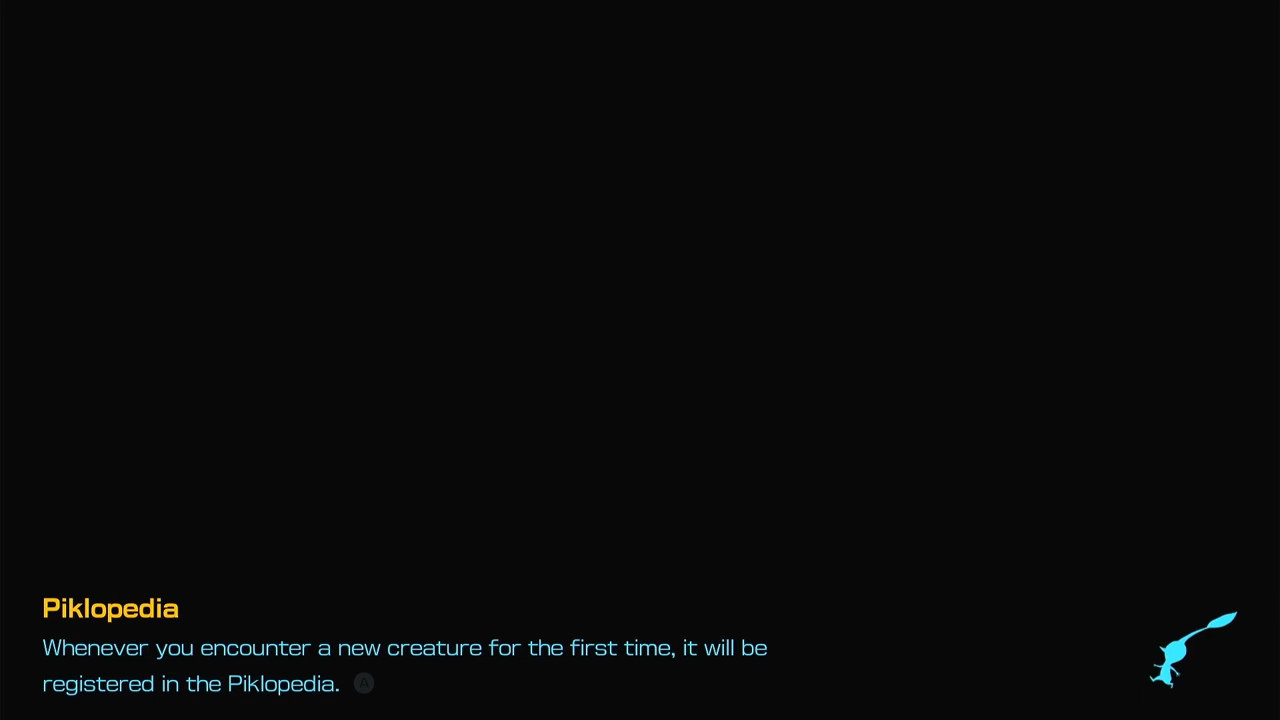 Piklopedia
Whenever you encounter a new creature for the first time, it will be
registered in the Piklopedia. A